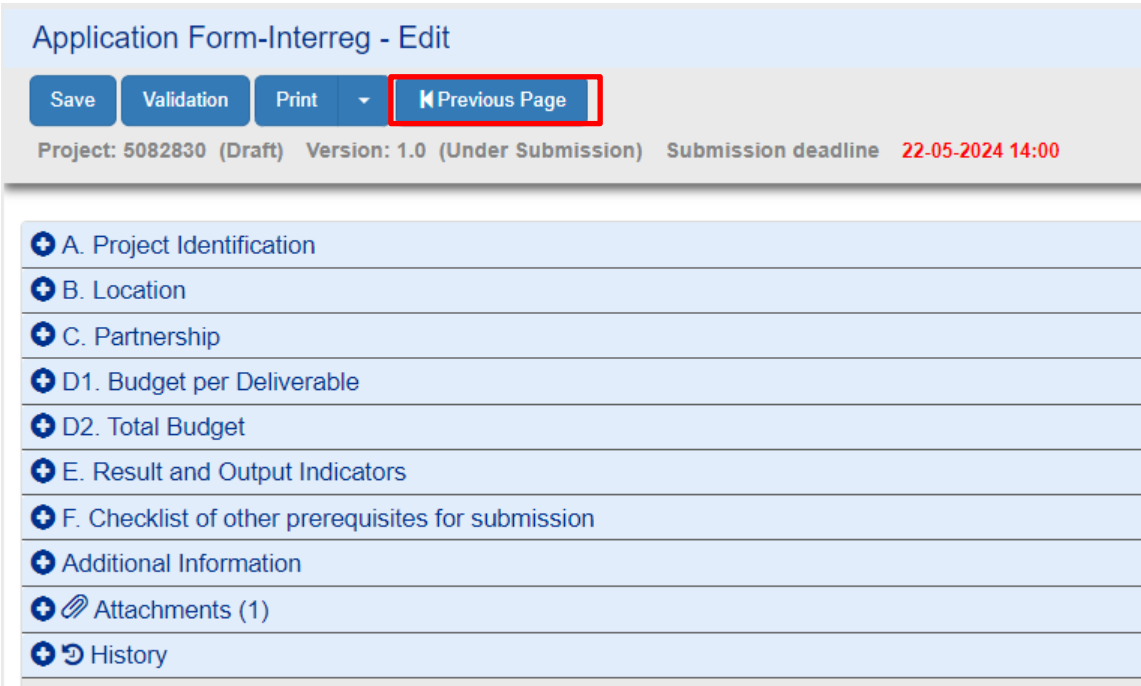 Application Form-Interreg - Edit
Save Validation Print Previous Page
Project: 5082830 (Draft) Version: 1.0 (Under Submission) Submission deadline 22-05-2024 14:00
A. Project Identification
B. Location
C. Partnership
D1. Budget per Deliverable
D2. Total Budget
E. Result and Output Indicators
F. Checklist of other prerequisites for submission
Additional Information
Attachments (1)
History